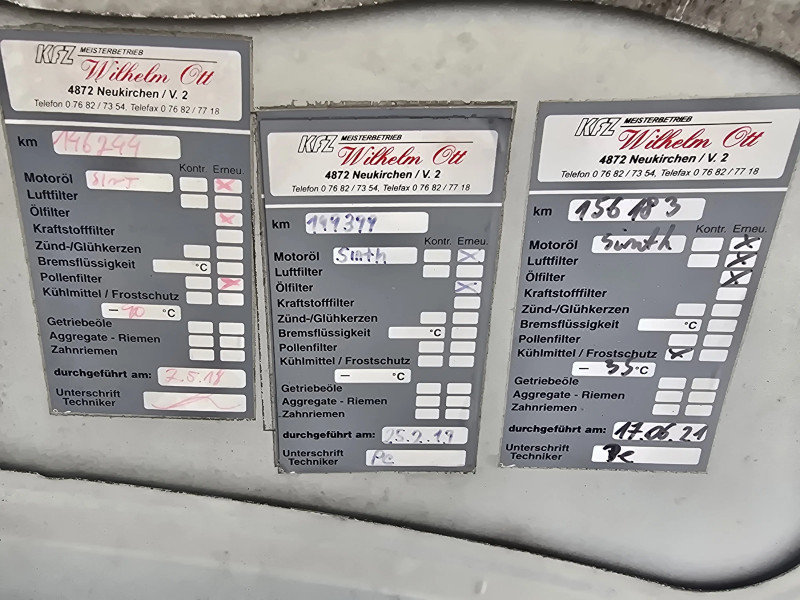 KFZ MEISTERBETRIEB
Wilhelm Ott
4872 Neukirchen / V. 2
Telefon 0 76 82 / 73 54, Telefax 0 76 82 / 77 18
km 146244
Kontr. Erneu.
Motoröl
Luftfilter
Ölfilter
Kraftstofffilter
Zünd-/Glühkerzen
Bremsflüssigkeit °C
Pollenfilter
Kühlmittel / Frostschutz
– °C
Getriebeöle
Aggregate - Riemen
Zahnriemen
durchgeführt am: 7.5.18
Unterschrift
Techniker
KFZ MEISTERBETRIEB
Wilhelm Ott
4872 Neukirchen / V. 2
Telefon 0 76 82 / 73 54, Telefax 0 76 82 / 77 18
km 149399
Kontr. Erneu.
Motoröl Sinth
Luftfilter
Ölfilter
Kraftstofffilter
Zünd-/Glühkerzen
Bremsflüssigkeit °C
Pollenfilter
Kühlmittel / Frostschutz
– °C
Getriebeöle
Aggregate - Riemen
Zahnriemen
durchgeführt am: 25.2.19
Unterschrift
Techniker
KFZ MEISTERBETRIEB
Wilhelm Ott
4872 Neukirchen / V. 2
Telefon 0 76 82 / 73 54, Telefax 0 76 82 / 77 18
km 156183
Kontr. Erneu.
Motoröl Sinth
Luftfilter
Ölfilter
Kraftstofffilter
Zünd-/Glühkerzen
Bremsflüssigkeit °C
Pollenfilter
Kühlmittel / Frostschutz
– 35 °C
Getriebeöle
Aggregate - Riemen
Zahnriemen
durchgeführt am: 17.06.21
Unterschrift
Techniker